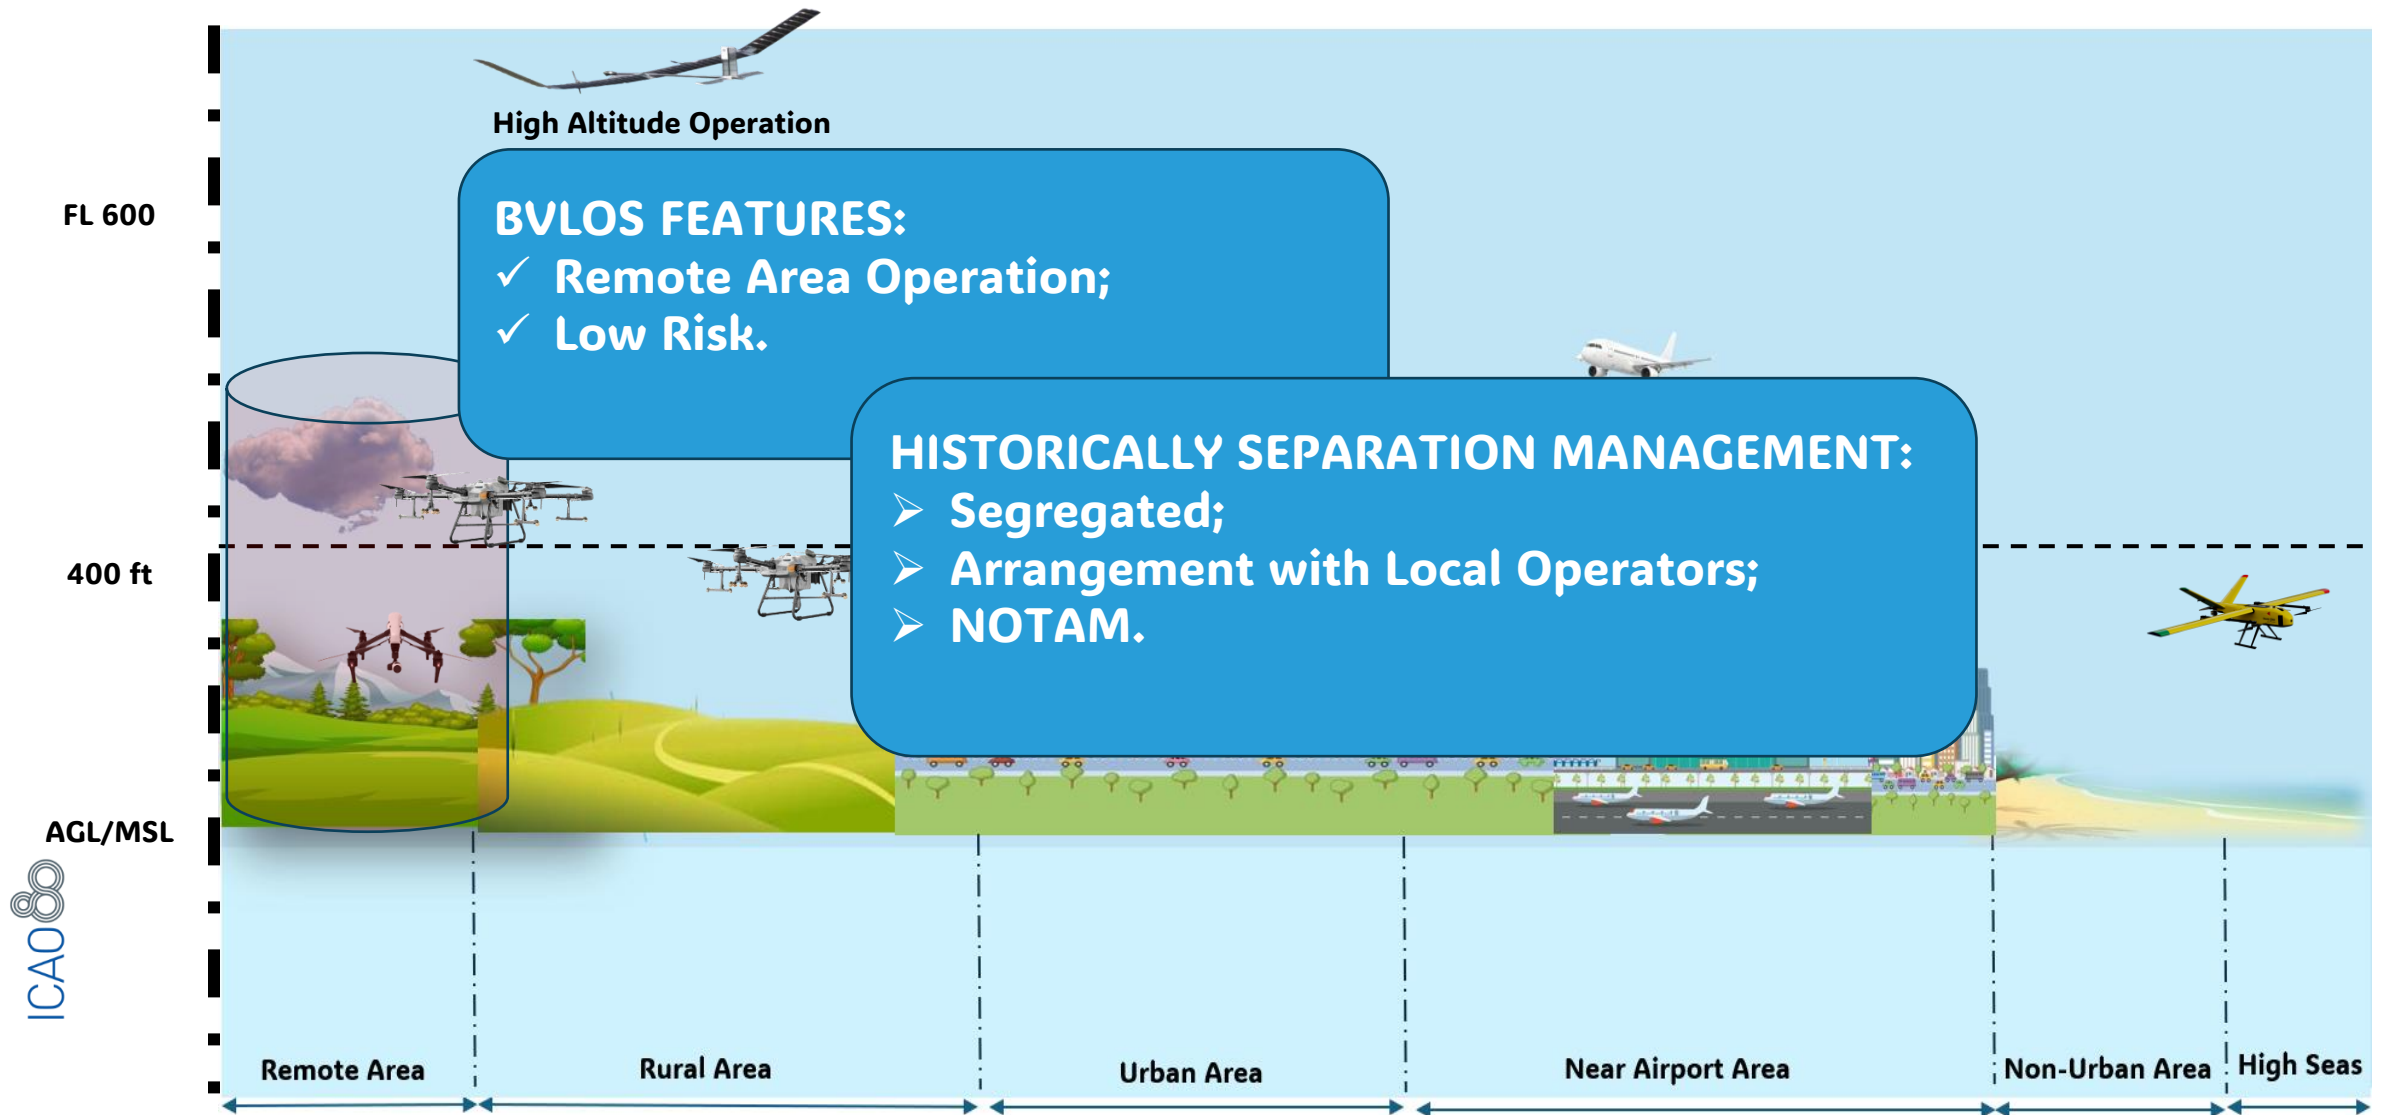 High Altitude Operation
FL 600
BVLOS FEATURES:
✓ Remote Area Operation;
✓ Low Risk.
HISTORICALLY SEPARATION MANAGEMENT:
➢ Segregated;
➢ Arrangement with Local Operators;
➢ NOTAM.
400 ft
AGL/MSL
ICAO
Remote Area
Rural Area
Urban Area
Near Airport Area
Non-Urban Area
High Seas